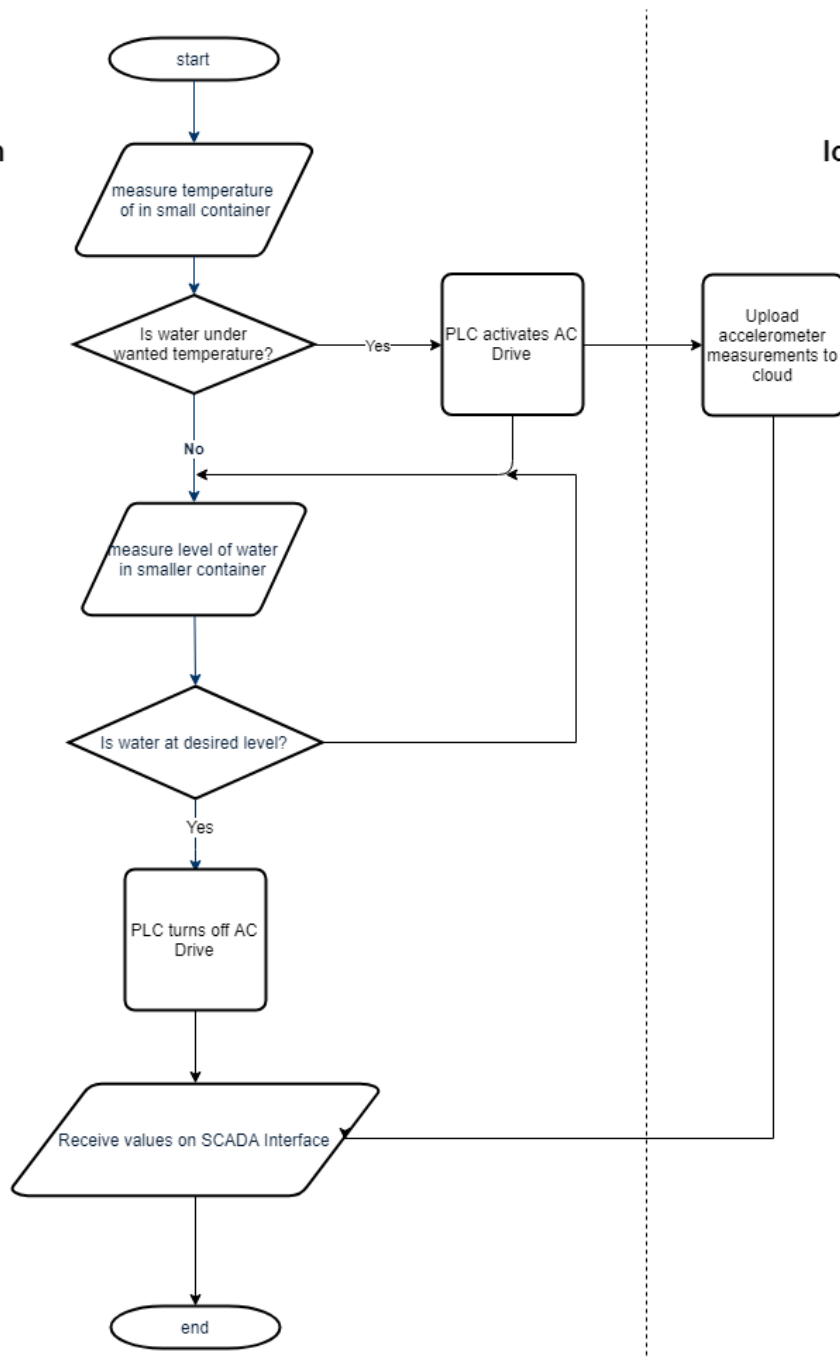 start
measure temperature
of in small container
Is water under
wanted temperature?
Yes
PLC activates AC
Drive
Upload
accelerometer
measurements to
cloud
No
measure level of water
in smaller container
Is water at desired level?
Yes
PLC turns off AC
Drive
Receive values on SCADA Interface
end